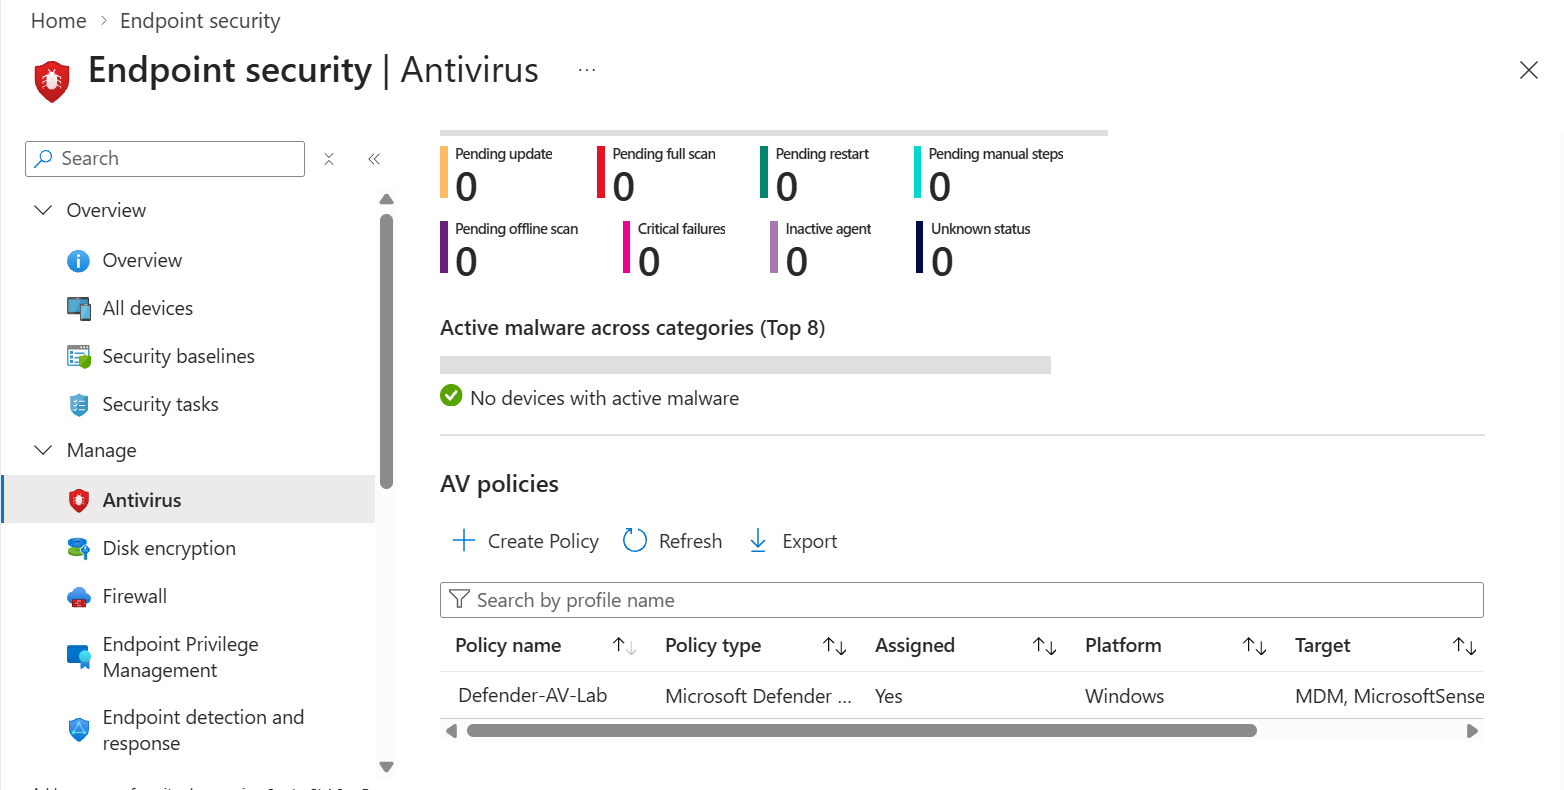 Home > Endpoint security
Endpoint security | Antivirus ...
Search
Overview
Overview
All devices
Security baselines
Security tasks
Manage
Antivirus
Disk encryption
Firewall
Endpoint Privilege
Management
Endpoint detection and
response
Pending update
0
Pending full scan
0
Pending restart
0
Pending manual steps
0
Pending offline scan
0
Critical failures
0
Inactive agent
0
Unknown status
0
Active malware across categories (Top 8)
No devices with active malware
AV policies
Create Policy Refresh Export
Search by profile name
Policy name Policy type Assigned Platform Target
Defender-AV-Lab Microsoft Defender ... Yes Windows MDM, MicrosoftSense